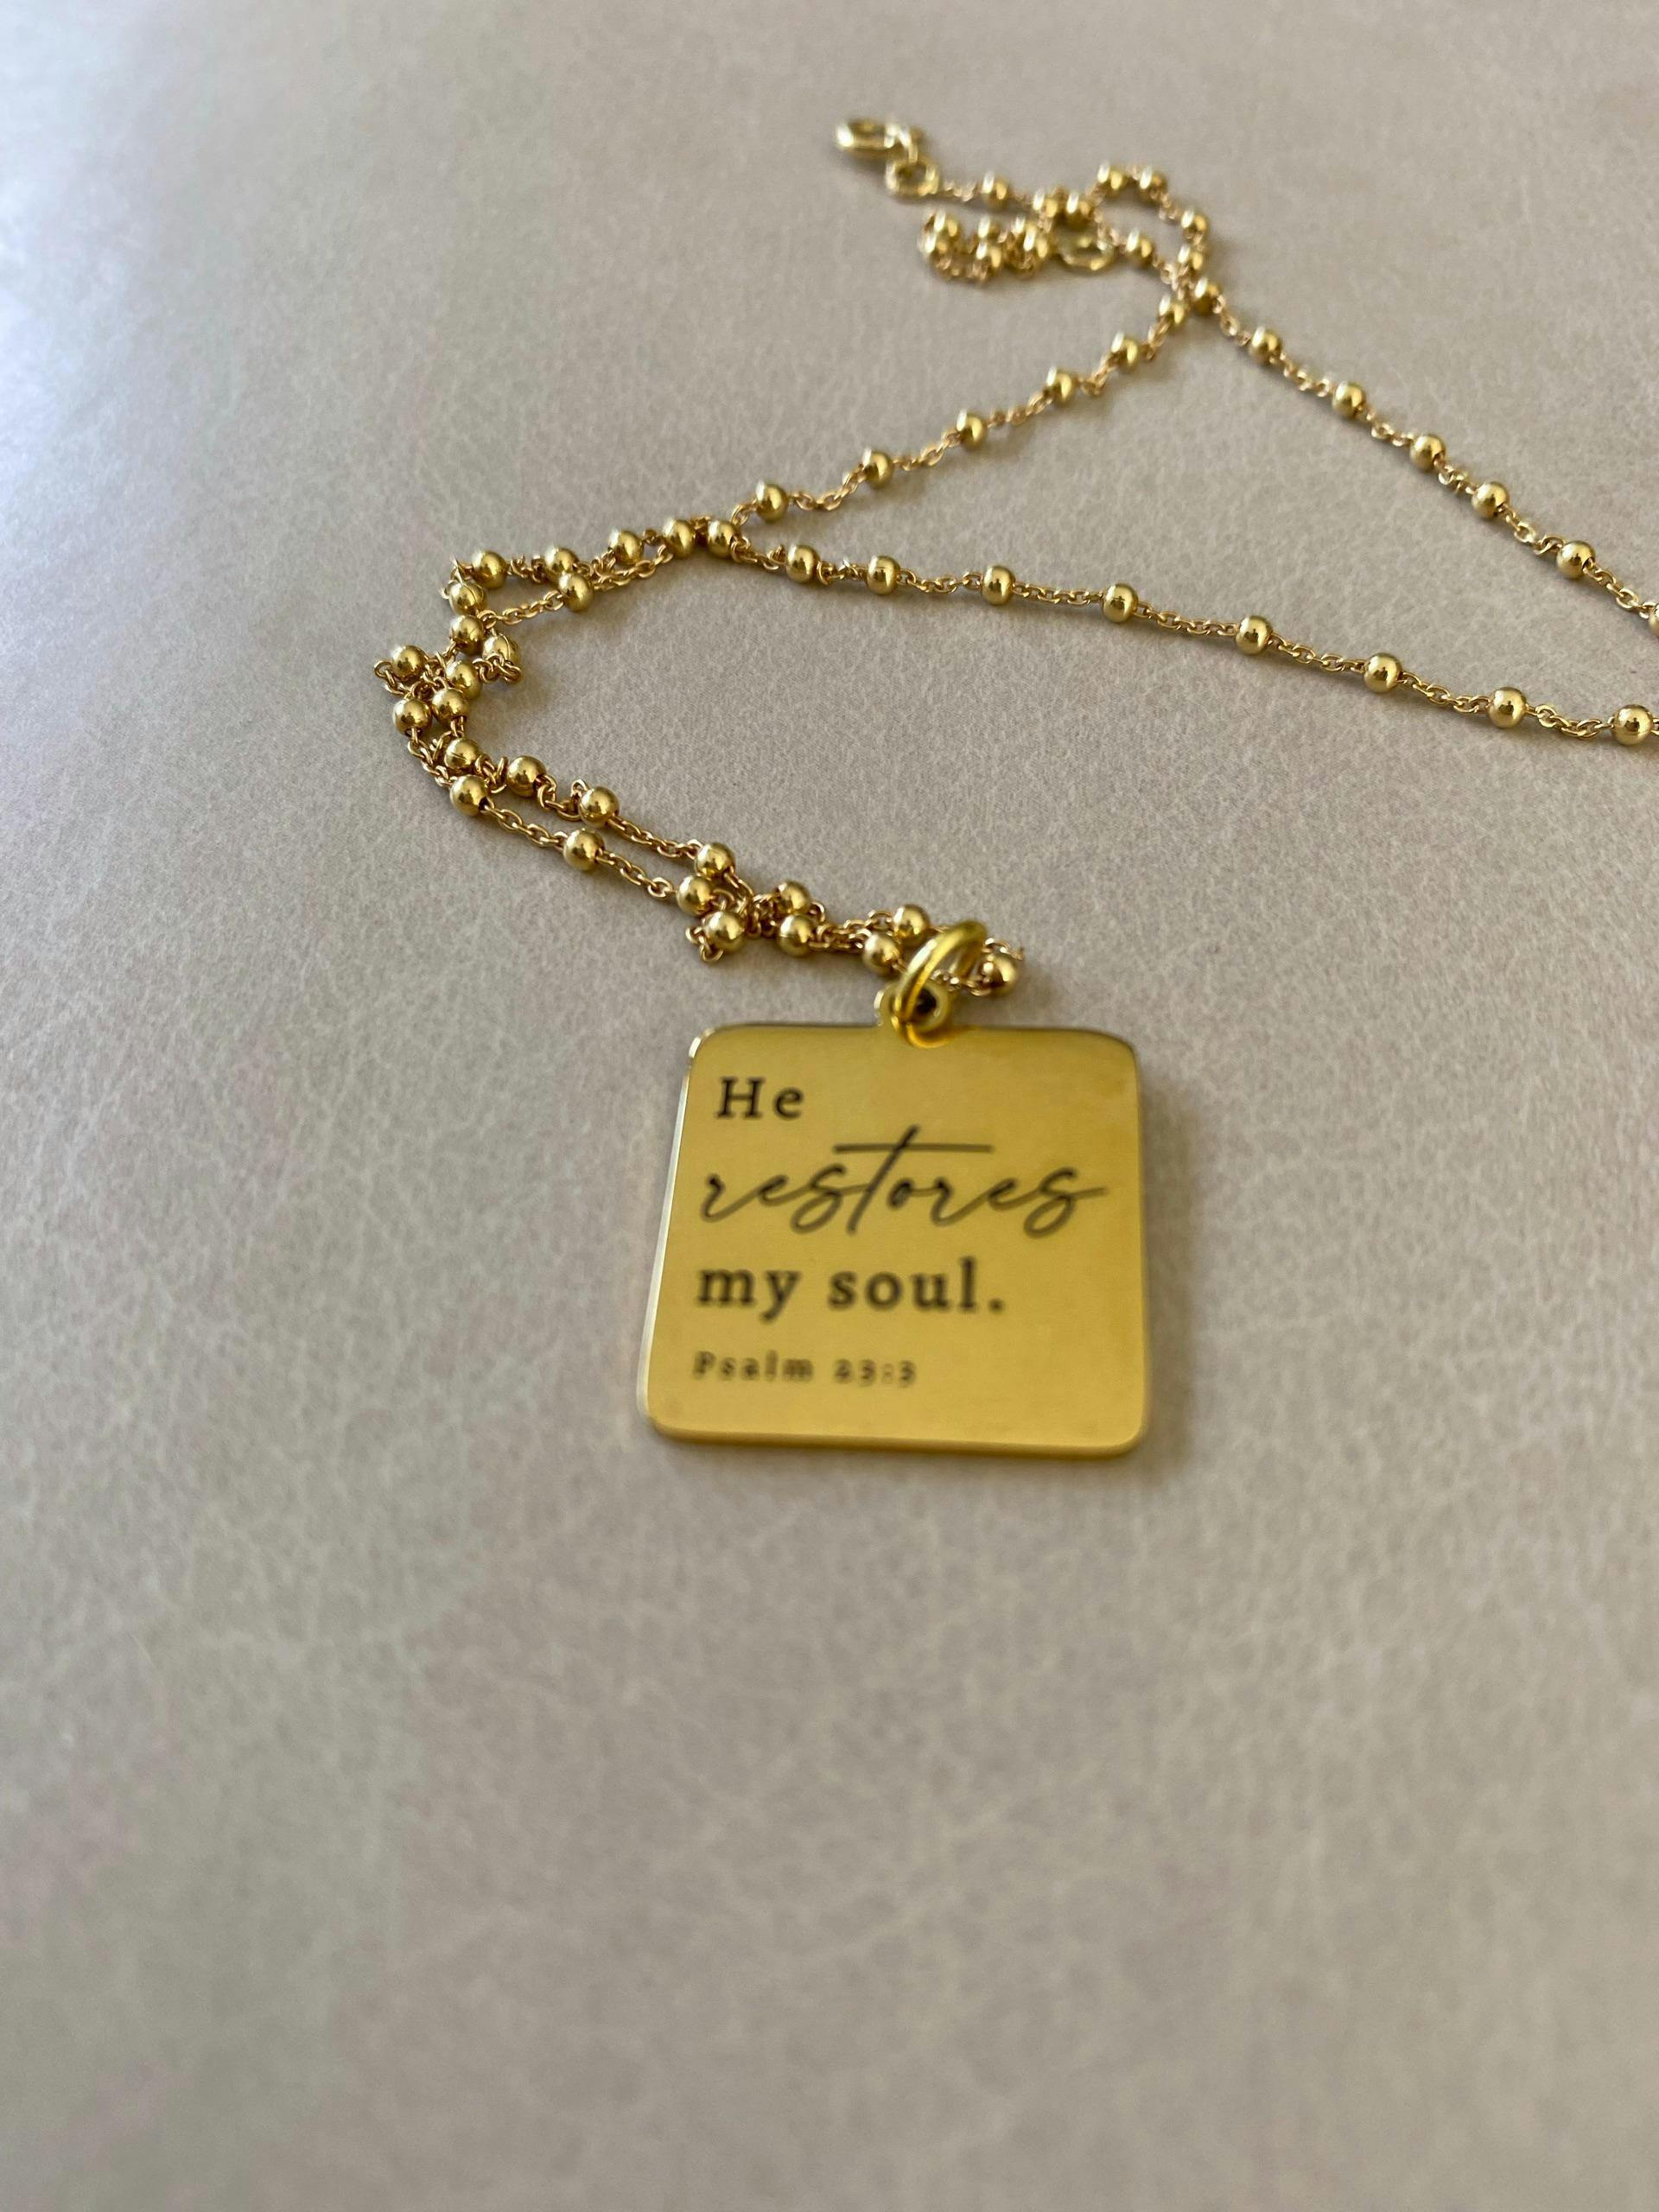 He
restores
my soul.
Psalm 23:3